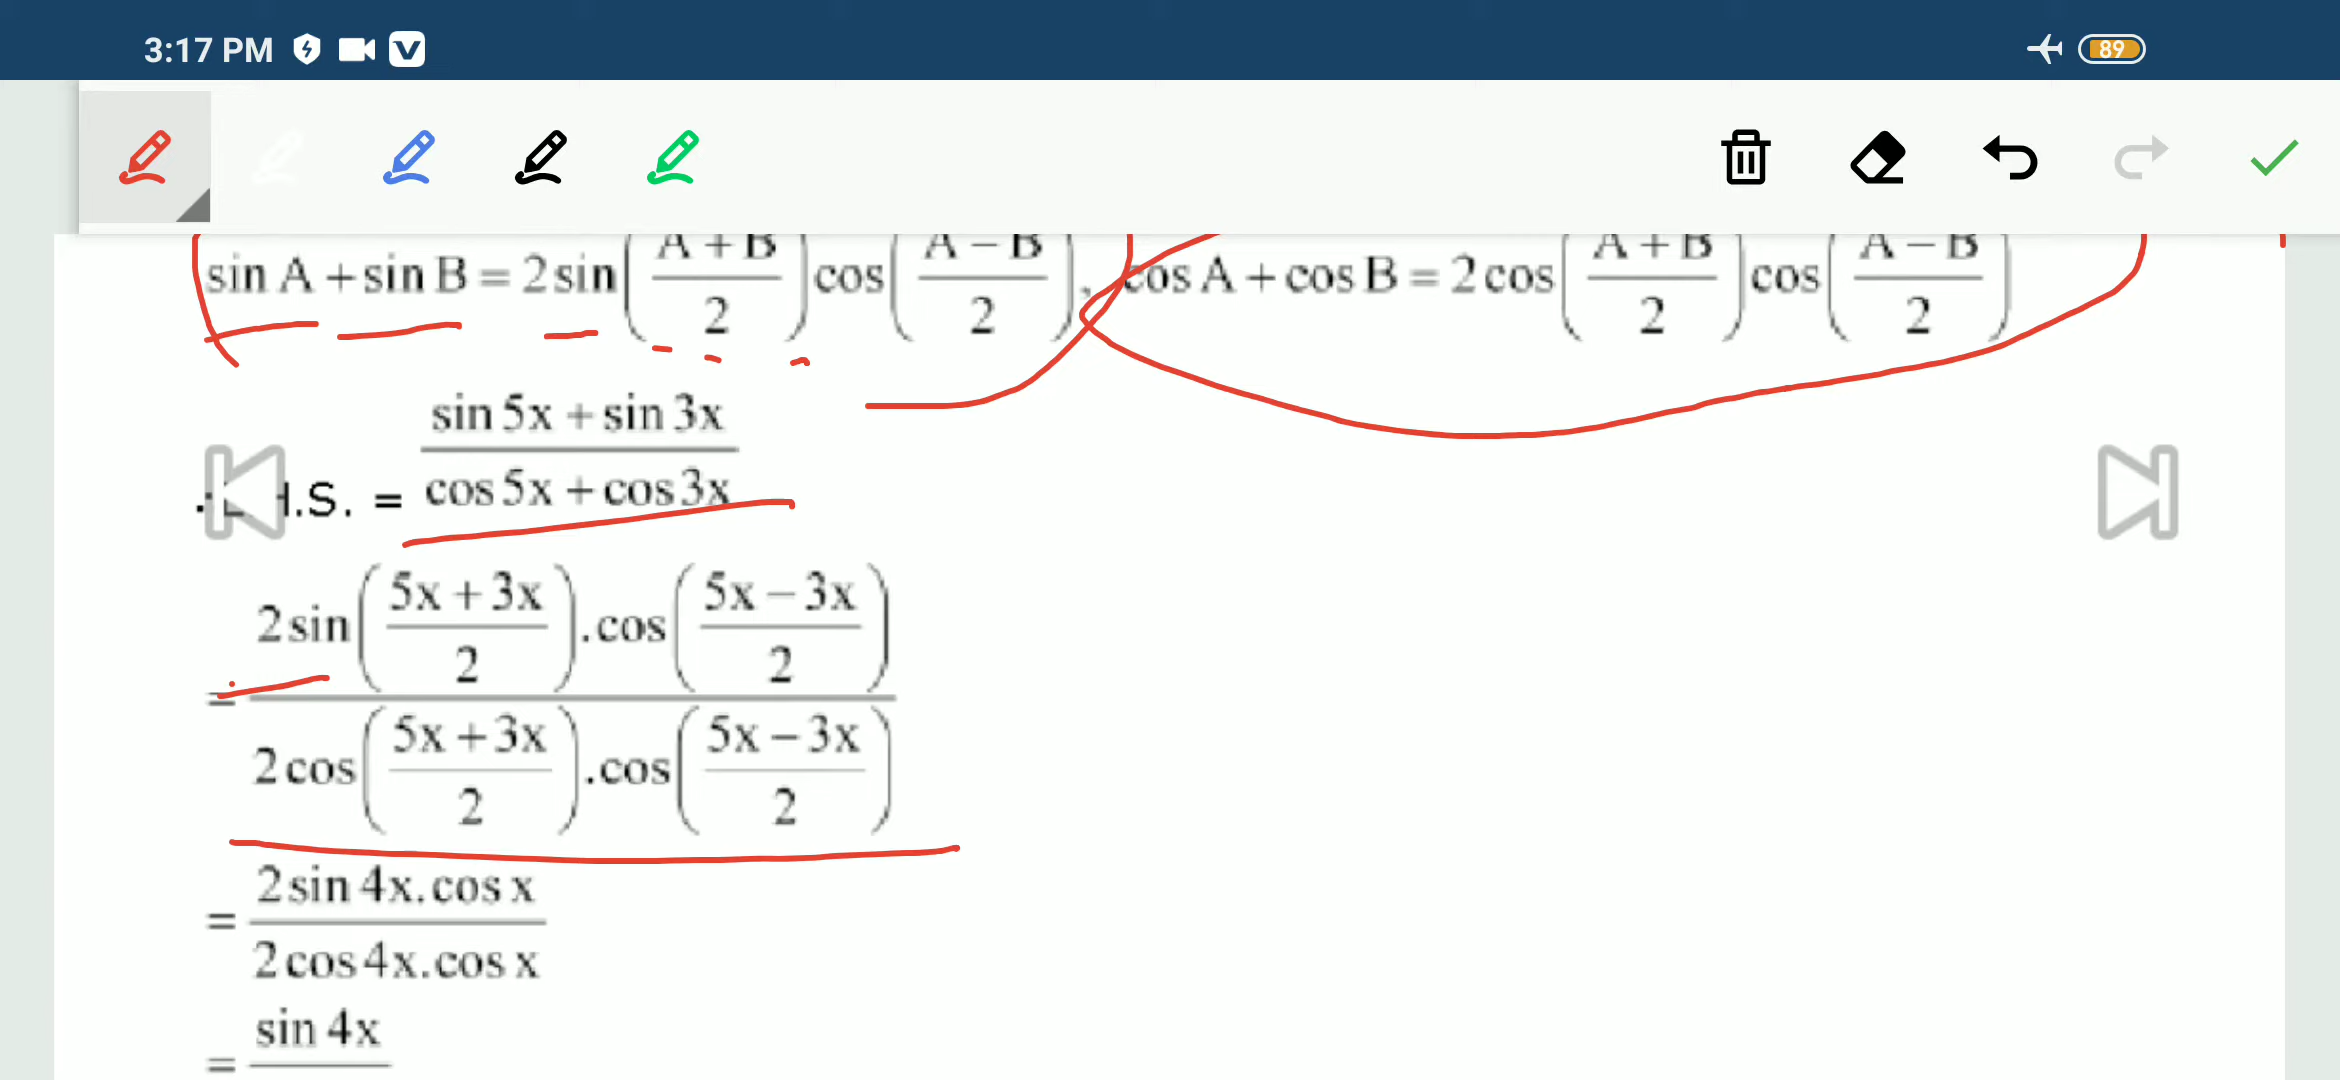 3:17 PM V 89
sin A + sin B = 2 sin ( A + B / 2 ) cos ( A − B / 2 ), cos A + cos B = 2 cos ( A + B / 2 ) cos ( A − B / 2 )
sin 5x + sin 3x
H.S. = cos 5x + cos 3x
= 2 sin ( 5x + 3x / 2 ) . cos ( 5x − 3x / 2 )
2 cos ( 5x + 3x / 2 ) . cos ( 5x − 3x / 2 )
= 2 sin 4x. cos x
2 cos 4x. cos x
= sin 4x